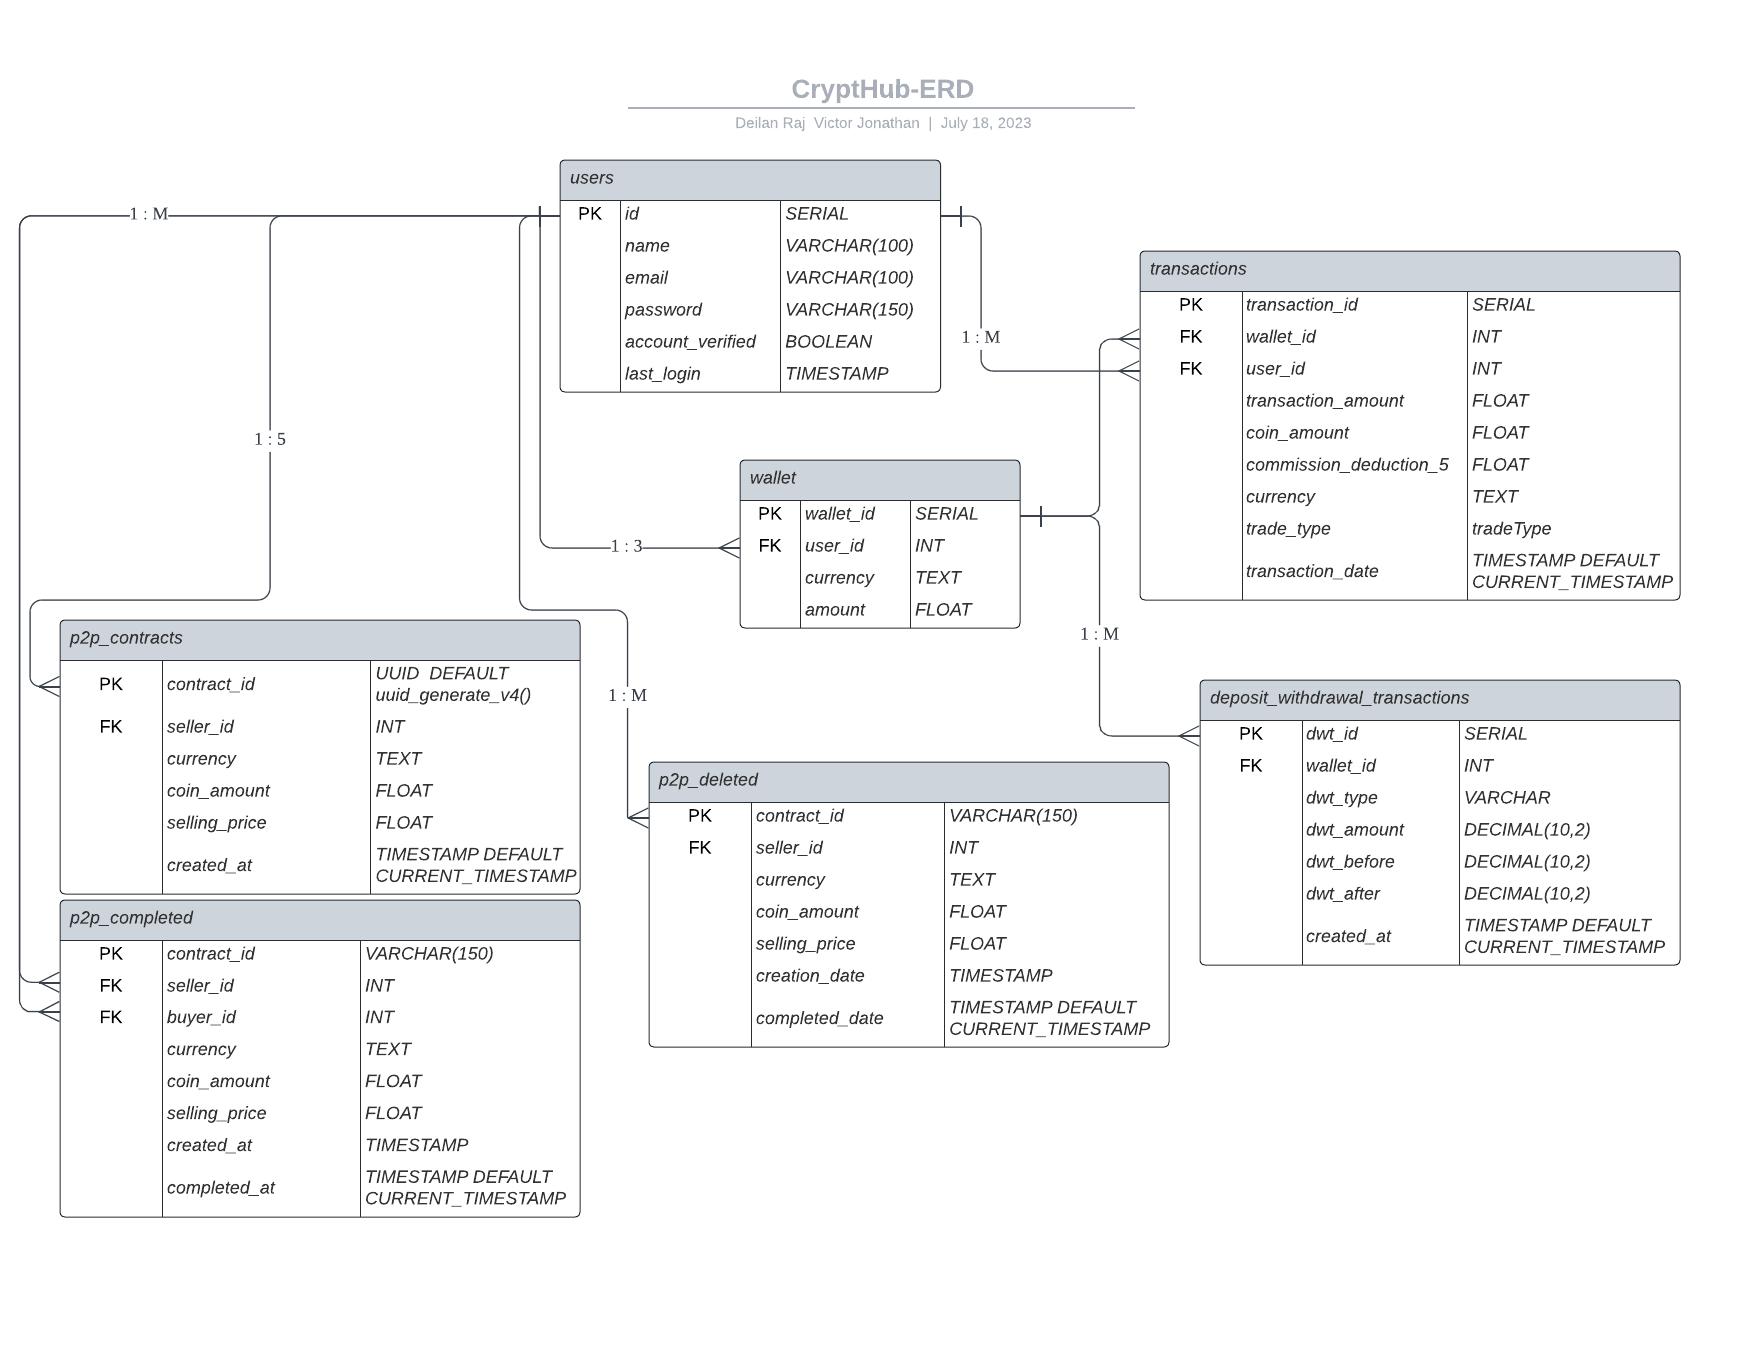 CryptHub-ERD
Deilan Raj  Victor Jonathan  |  July 18, 2023
users
PK id SERIAL
name VARCHAR(100)
email VARCHAR(100)
password VARCHAR(150)
account_verified BOOLEAN
last_login TIMESTAMP
1 : M
1 : 5
1 : M
1 : 3
transactions
PK transaction_id SERIAL
FK wallet_id INT
FK user_id INT
transaction_amount FLOAT
coin_amount FLOAT
commission_deduction_5 FLOAT
currency TEXT
trade_type tradeType
transaction_date TIMESTAMP DEFAULT
CURRENT_TIMESTAMP
wallet
PK wallet_id SERIAL
FK user_id INT
currency TEXT
amount FLOAT
1 : M
1 : M
p2p_contracts
PK contract_id UUID  DEFAULT
uuid_generate_v4()
FK seller_id INT
currency TEXT
coin_amount FLOAT
selling_price FLOAT
created_at TIMESTAMP DEFAULT
CURRENT_TIMESTAMP
p2p_deleted
PK contract_id VARCHAR(150)
FK seller_id INT
currency TEXT
coin_amount FLOAT
selling_price FLOAT
creation_date TIMESTAMP
completed_date TIMESTAMP DEFAULT
CURRENT_TIMESTAMP
deposit_withdrawal_transactions
PK dwt_id SERIAL
FK wallet_id INT
dwt_type VARCHAR
dwt_amount DECIMAL(10,2)
dwt_before DECIMAL(10,2)
dwt_after DECIMAL(10,2)
created_at TIMESTAMP DEFAULT
CURRENT_TIMESTAMP
p2p_completed
PK contract_id VARCHAR(150)
FK seller_id INT
FK buyer_id INT
currency TEXT
coin_amount FLOAT
selling_price FLOAT
created_at TIMESTAMP
completed_at TIMESTAMP DEFAULT
CURRENT_TIMESTAMP